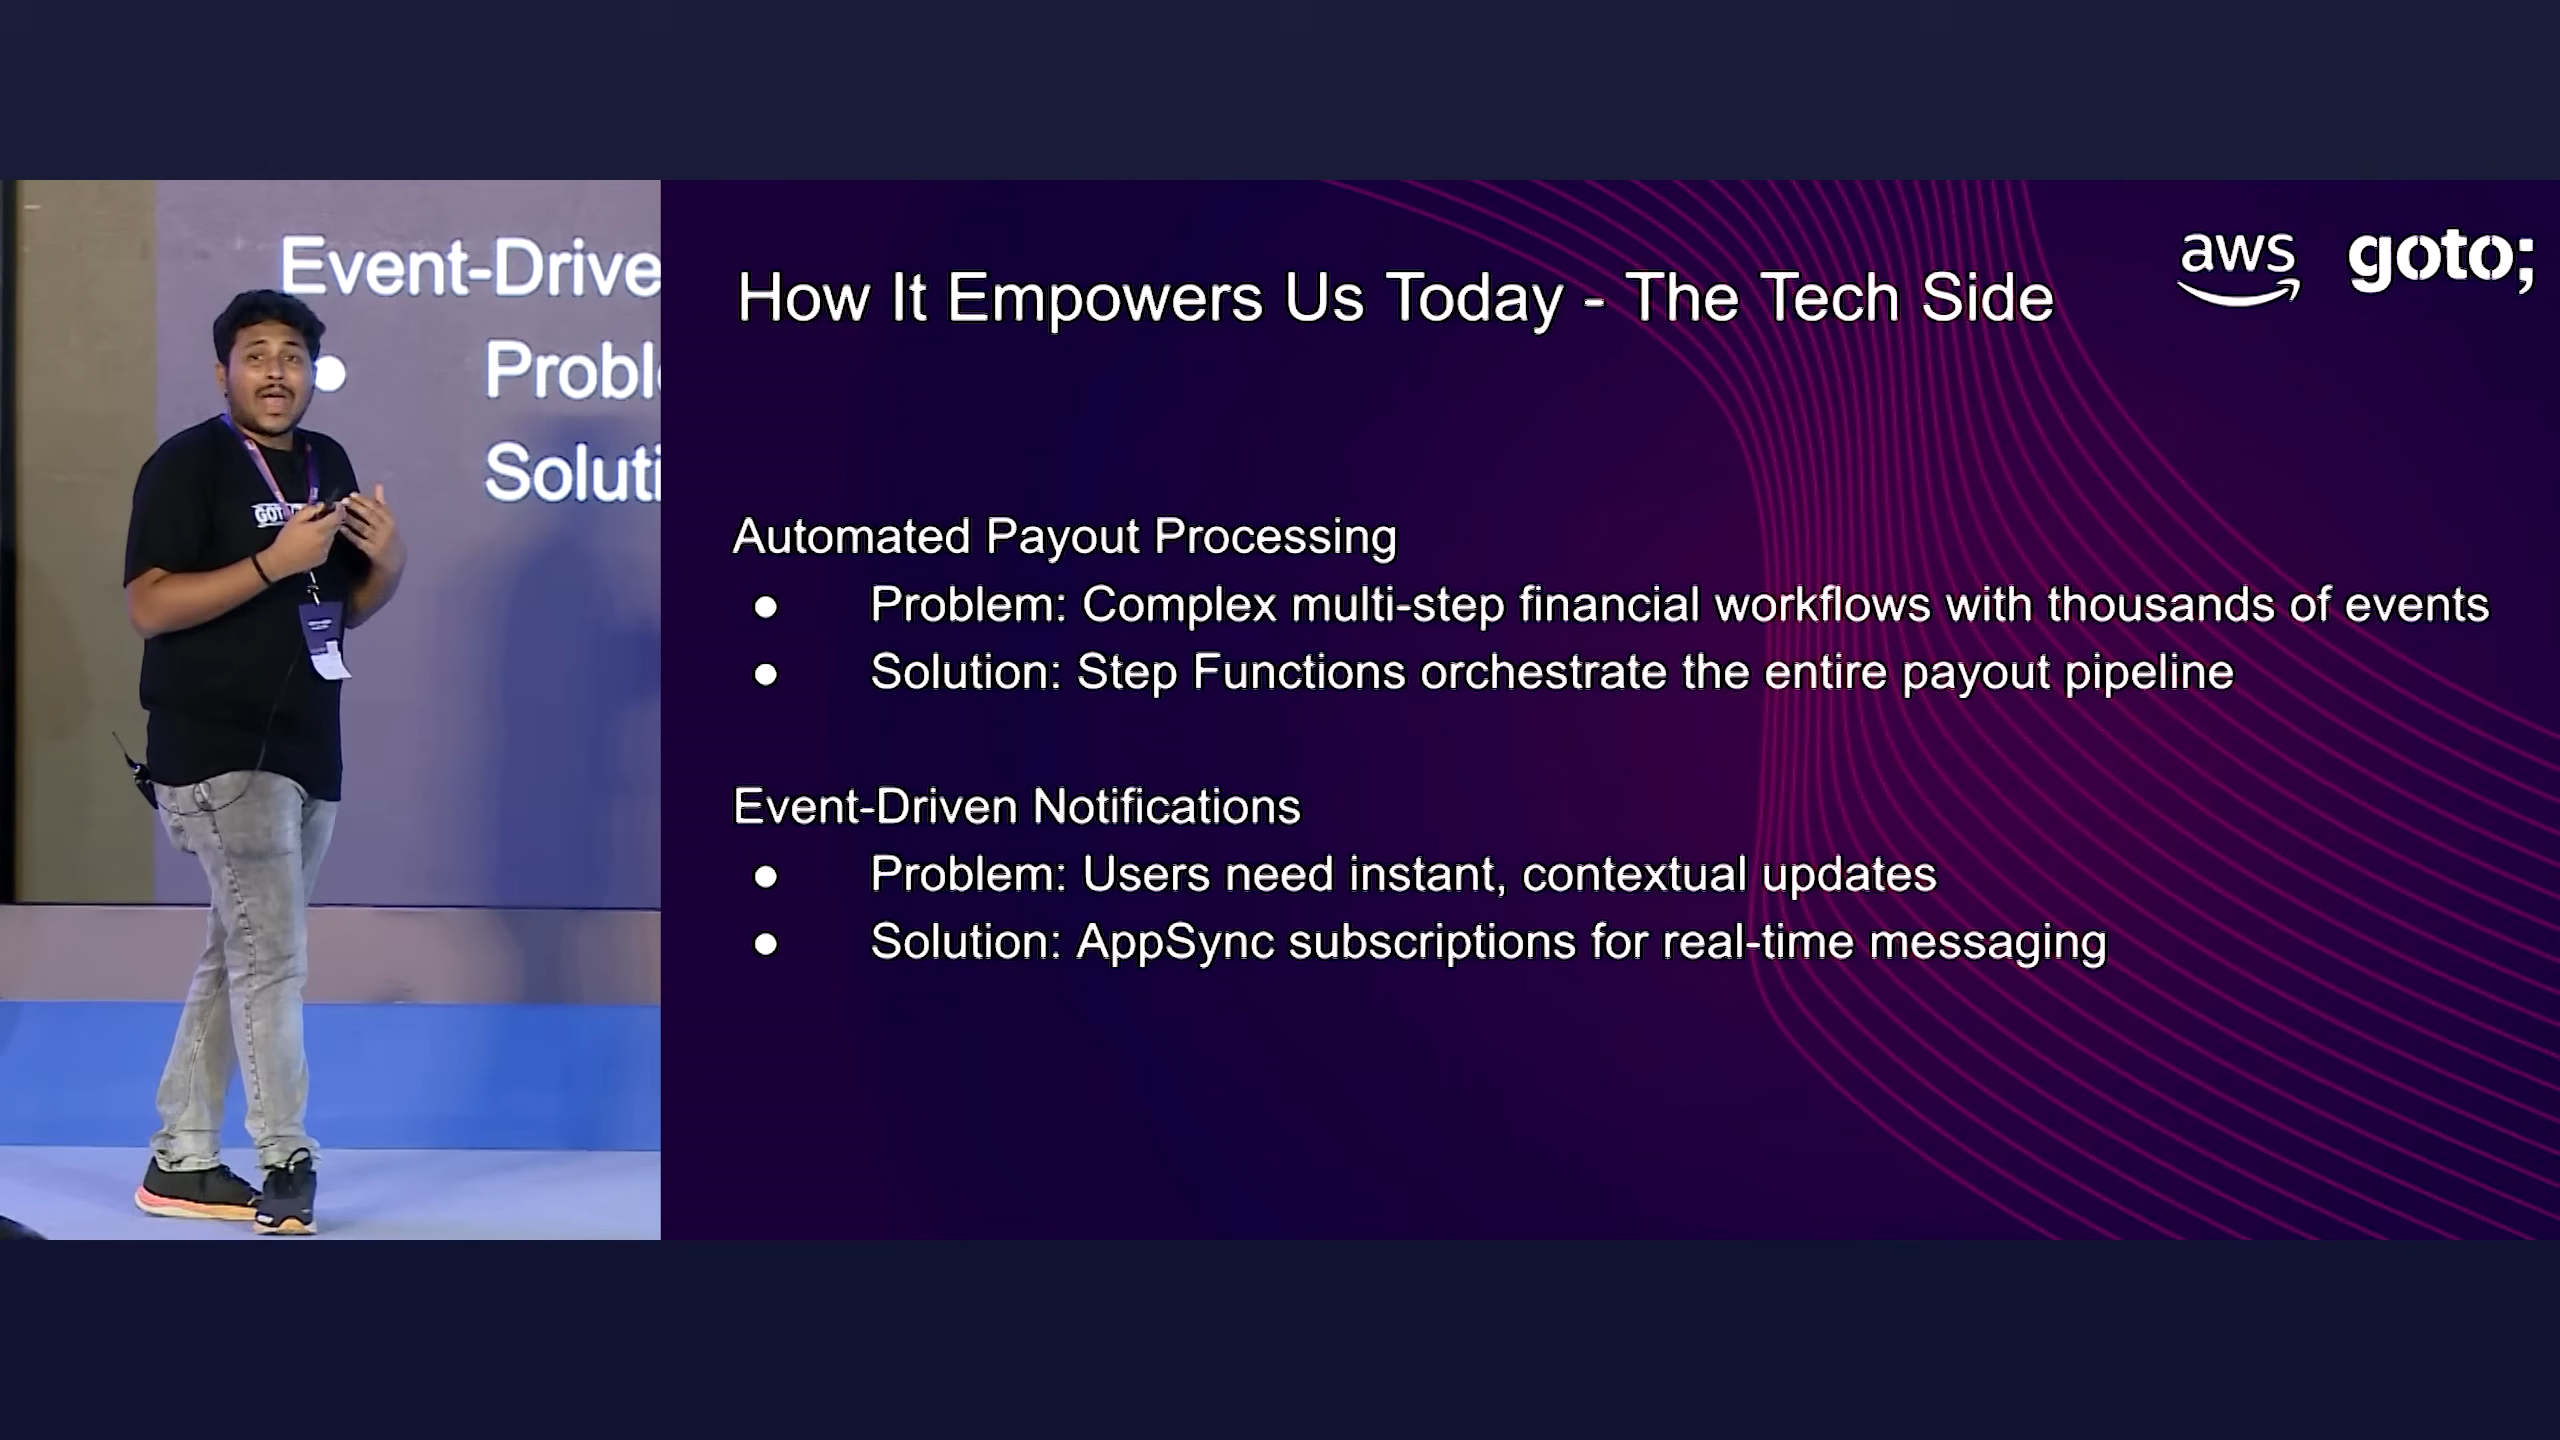 Event-Drive
Probl
Soluti
GOT
aws
goto;
How It Empowers Us Today - The Tech Side
Automated Payout Processing
● Problem: Complex multi-step financial workflows with thousands of events
● Solution: Step Functions orchestrate the entire payout pipeline
Event-Driven Notifications
● Problem: Users need instant, contextual updates
● Solution: AppSync subscriptions for real-time messaging